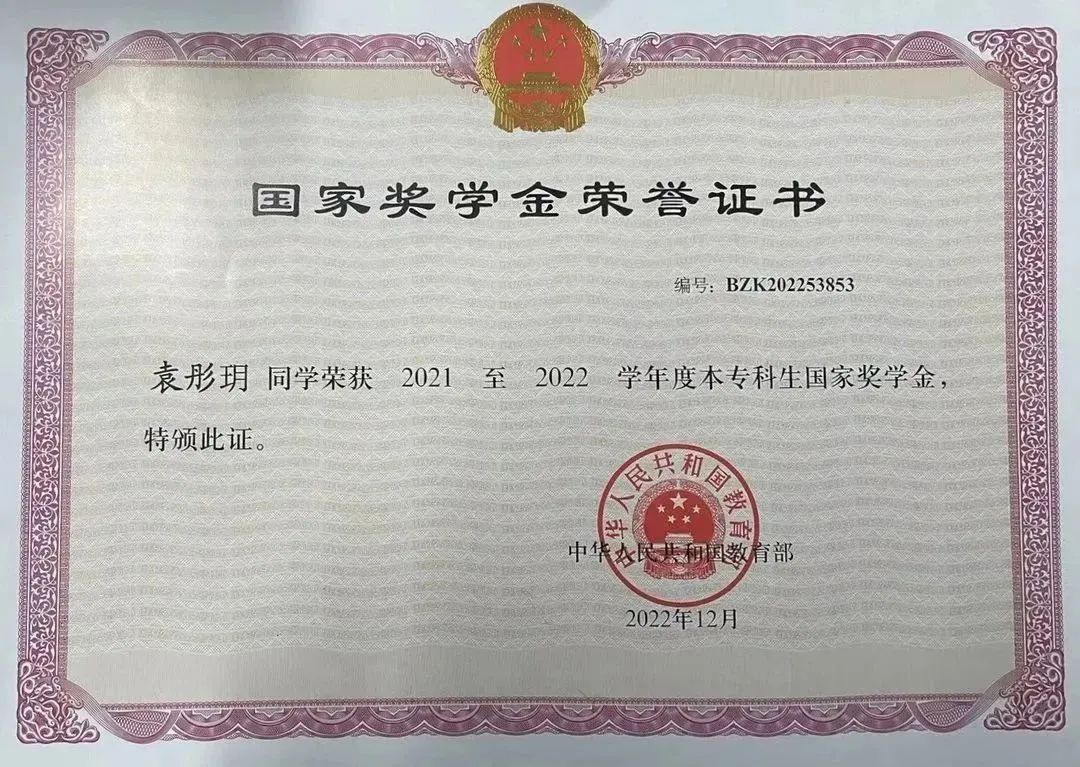 国家奖学金荣誉证书
编号：BZK202253853
袁彤玥 同学荣获 2021 至 2022 学年度本专科生国家奖学金，
特颁此证。
中华人民共和国教育部
中华人民共和国教育部
2022年12月